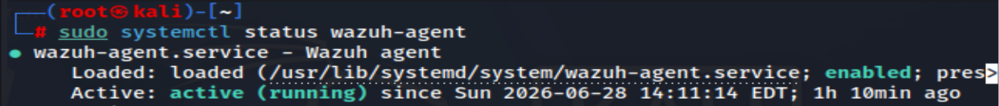 ┌──(root㉿kali)-[~]
└─# sudo systemctl status wazuh-agent
● wazuh-agent.service - Wazuh agent
     Loaded: loaded (/usr/lib/systemd/system/wazuh-agent.service; enabled; pres>
     Active: active (running) since Sun 2026-06-28 14:11:14 EDT; 1h 10min ago